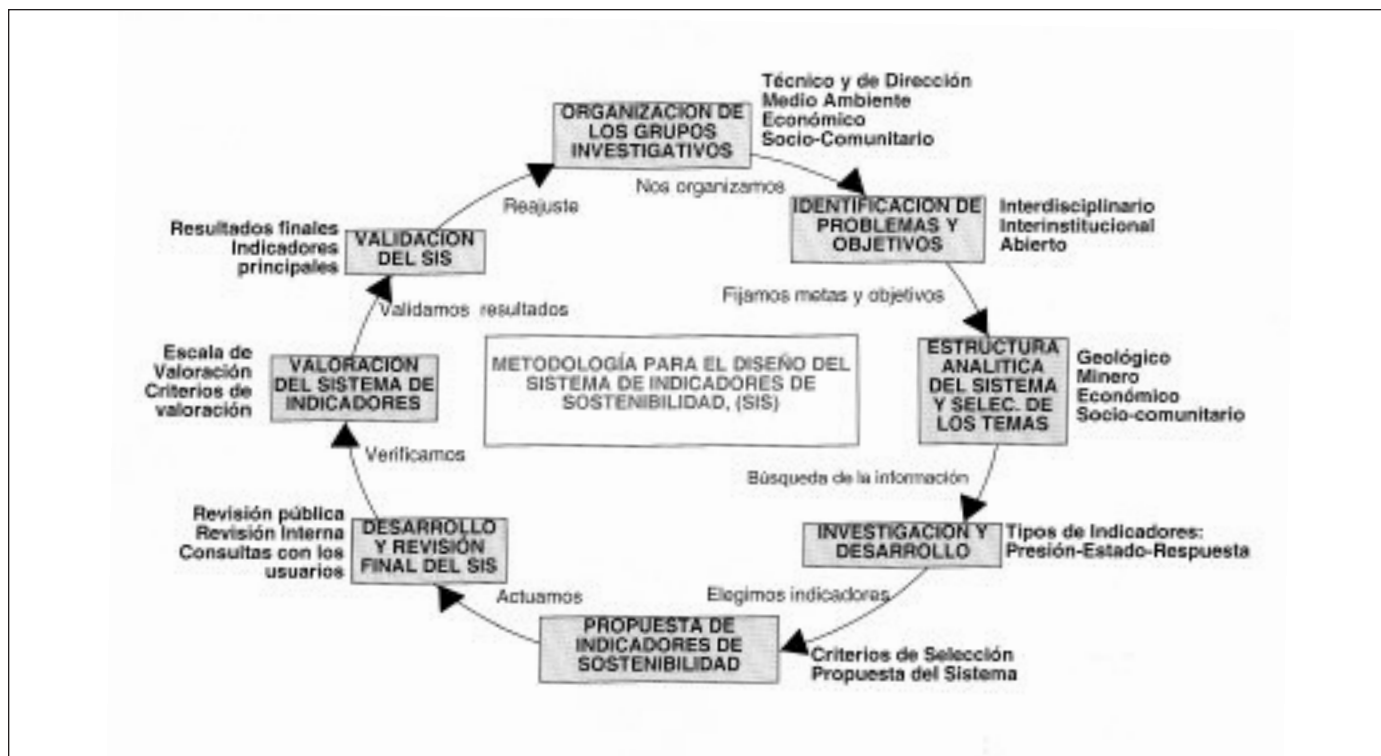 ORGANIZACION DE
LOS GRUPOS
INVESTIGATIVOS
Técnico y de Dirección
Medio Ambiente
Económico
Socio-Comunitario
Nos organizamos
IDENTIFICACION DE
PROBLEMAS Y
OBJETIVOS
Interdisciplinario
Interinstitucional
Abierto
Fijamos metas y objetivos
ESTRUCTURA
ANALITICA
DEL SISTEMA
Y SELEC. DE
LOS TEMAS
Geológico
Minero
Económico
Socio-comunitario
Búsqueda de la información
INVESTIGACION Y
DESARROLLO
Tipos de Indicadores:
Presión-Estado-Respuesta
Elegimos indicadores
PROPUESTA DE
INDICADORES DE
SOSTENIBILIDAD
Criterios de Selección
Propuesta del Sistema
Actuamos
DESARROLLO
Y REVISIÓN
FINAL DEL SIS
Revisión pública
Revisión Interna
Consultas con los
usuarios
Verificamos
VALORACION
DEL SISTEMA DE
INDICADORES
Escala de
Valoración
Criterios de
valoración
Validamos resultados
VALIDACION
DEL SIS
Resultados finales
Indicadores
principales
Reajuste
METODOLOGÍA PARA EL DISEÑO DEL
SISTEMA DE INDICADORES DE
SOSTENIBILIDAD, (SIS)